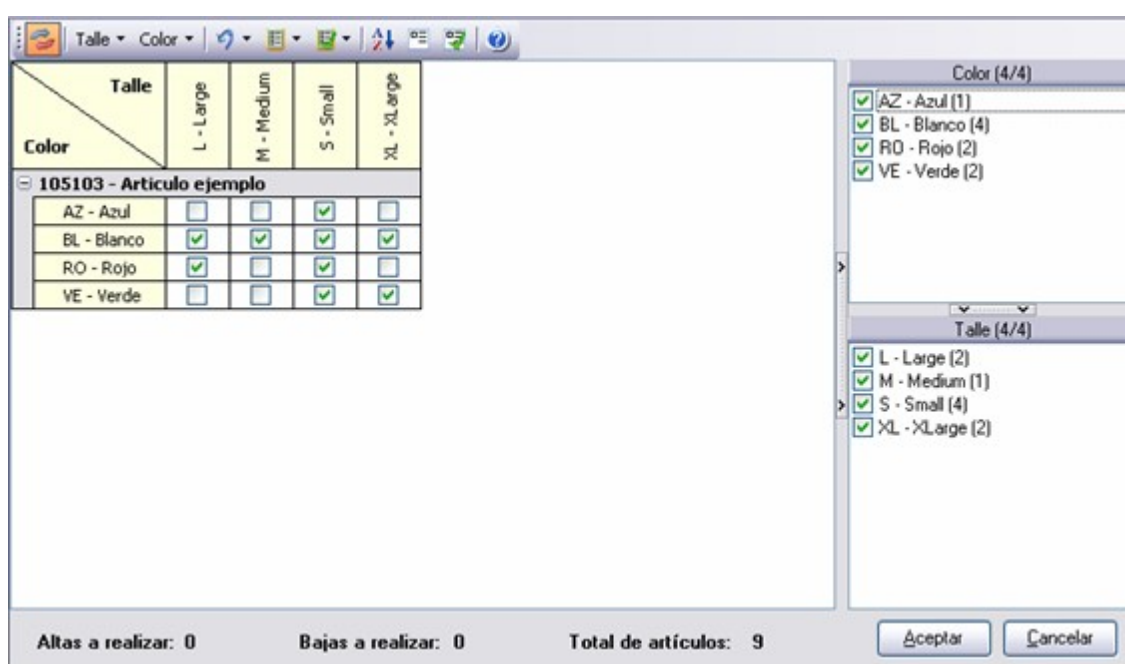 Talle Color
Talle
Color
L - Large
M - Medium
S - Small
XL - XLarge
105103 - Articulo ejemplo
AZ - Azul
BL - Blanco
RO - Rojo
VE - Verde
Color (4/4)
AZ - Azul (1)
BL - Blanco (4)
RO - Rojo (2)
VE - Verde (2)
Talle (4/4)
L - Large (2)
M - Medium (1)
S - Small (4)
XL - XLarge (2)
Altas a realizar: 0 Bajas a realizar: 0 Total de artículos: 9 Aceptar Cancelar